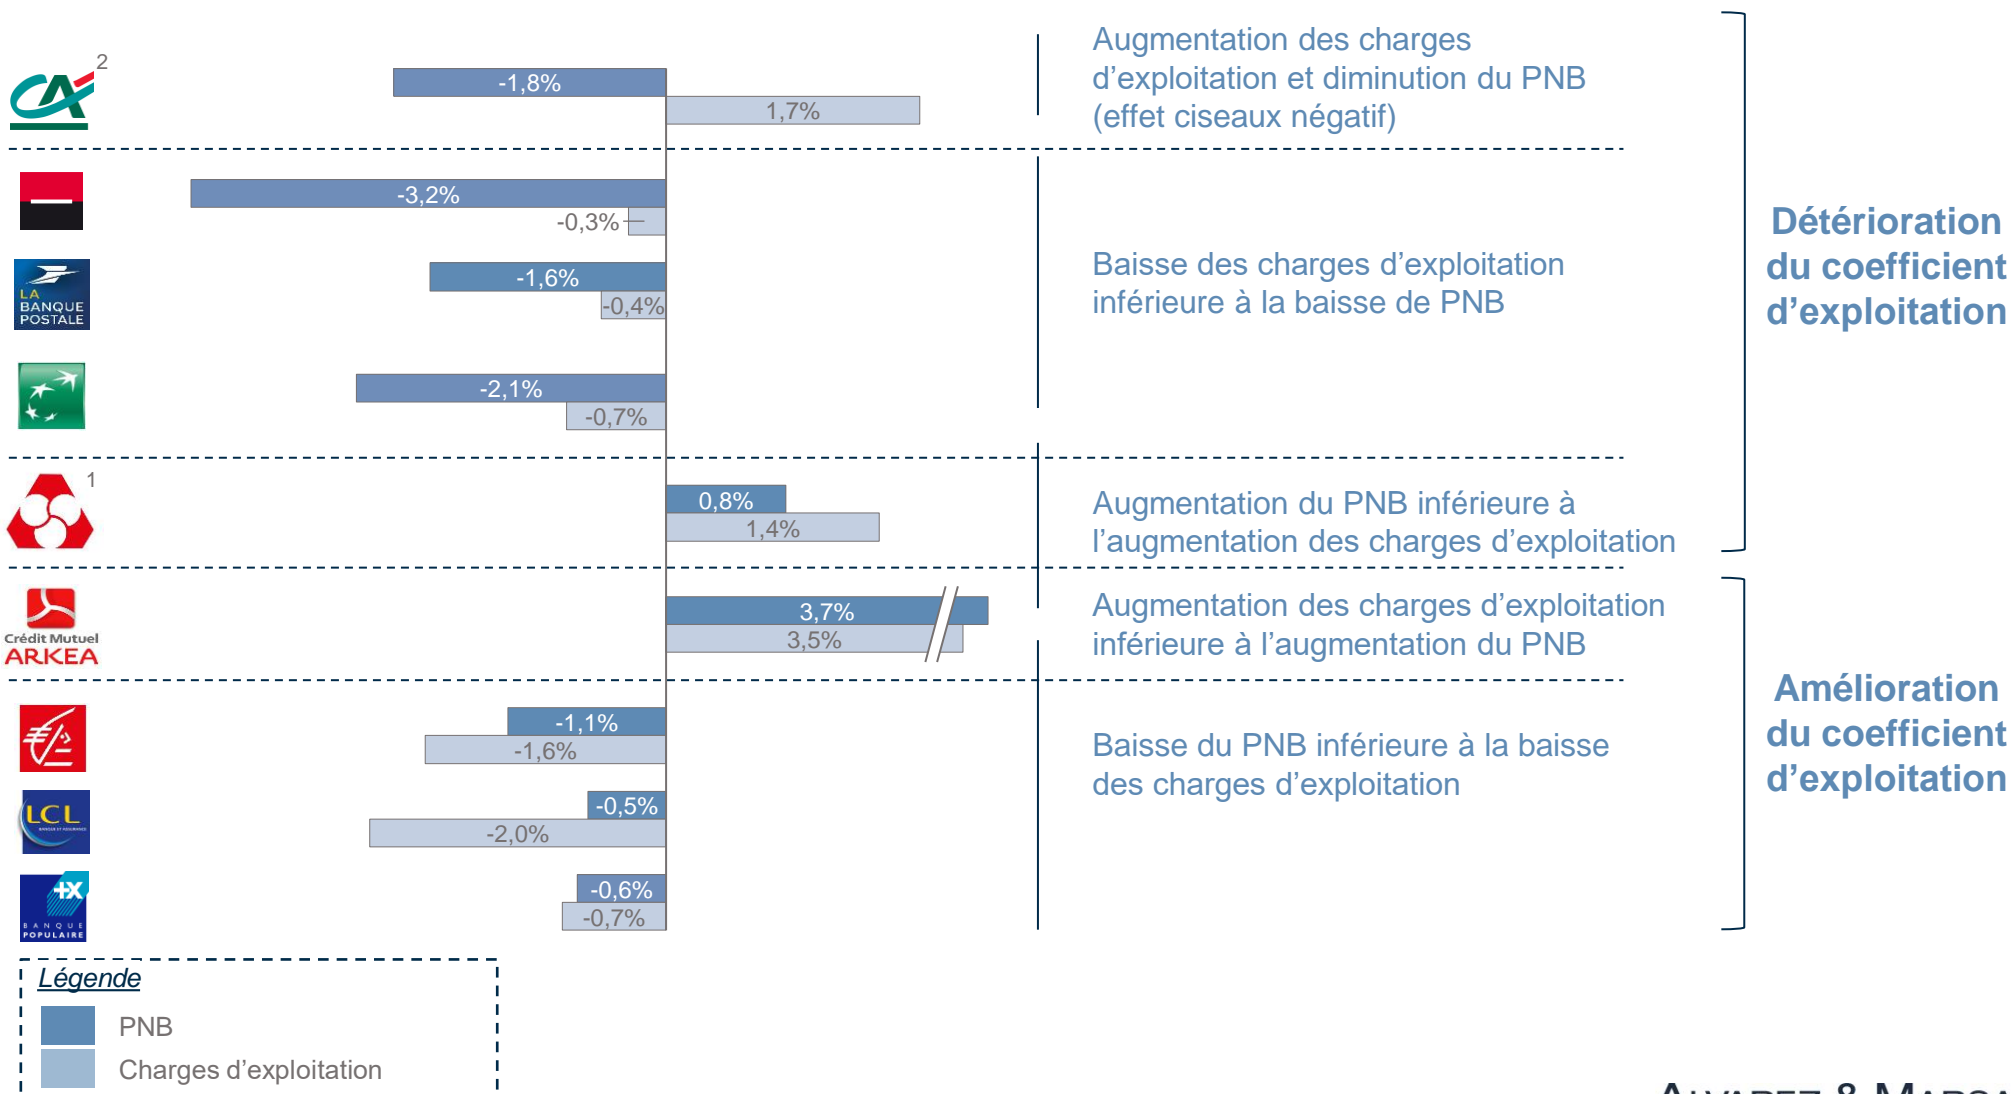 2
-1,8%
1,7%
Augmentation des charges
d'exploitation et diminution du PNB
(effet ciseaux négatif)
-3,2%
-0,3%
LA
BANQUE
POSTALE
-1,6%
-0,4%
-2,1%
-0,7%
Baisse des charges d'exploitation
inférieure à la baisse de PNB
Détérioration
du coefficient
d'exploitation
1
0,8%
1,4%
Augmentation du PNB inférieure à
l'augmentation des charges d'exploitation
Crédit Mutuel
ARKEA
3,7%
3,5%
Augmentation des charges d'exploitation
inférieure à l'augmentation du PNB
-1,1%
-1,6%
LCL
BANQUE ET ASSURANCE
-0,5%
-2,0%
BANQUE
POPULAIRE
-0,6%
-0,7%
Baisse du PNB inférieure à la baisse
des charges d'exploitation
Amélioration
du coefficient
d'exploitation
Légende
PNB
Charges d'exploitation
ALVAREZ & MARSA